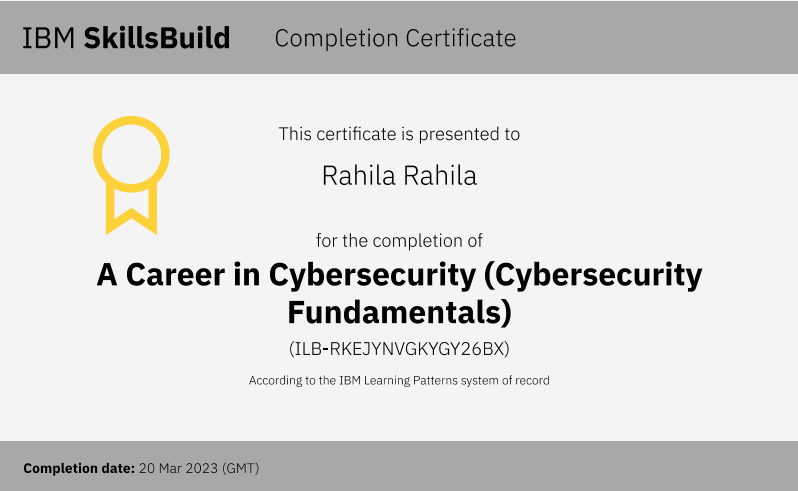 IBM SkillsBuild Completion Certificate
This certificate is presented to
Rahila Rahila
for the completion of
A Career in Cybersecurity (Cybersecurity
Fundamentals)
(ILB-RKEJYNVGKYGY26BX)
According to the IBM Learning Patterns system of record
Completion date: 20 Mar 2023 (GMT)